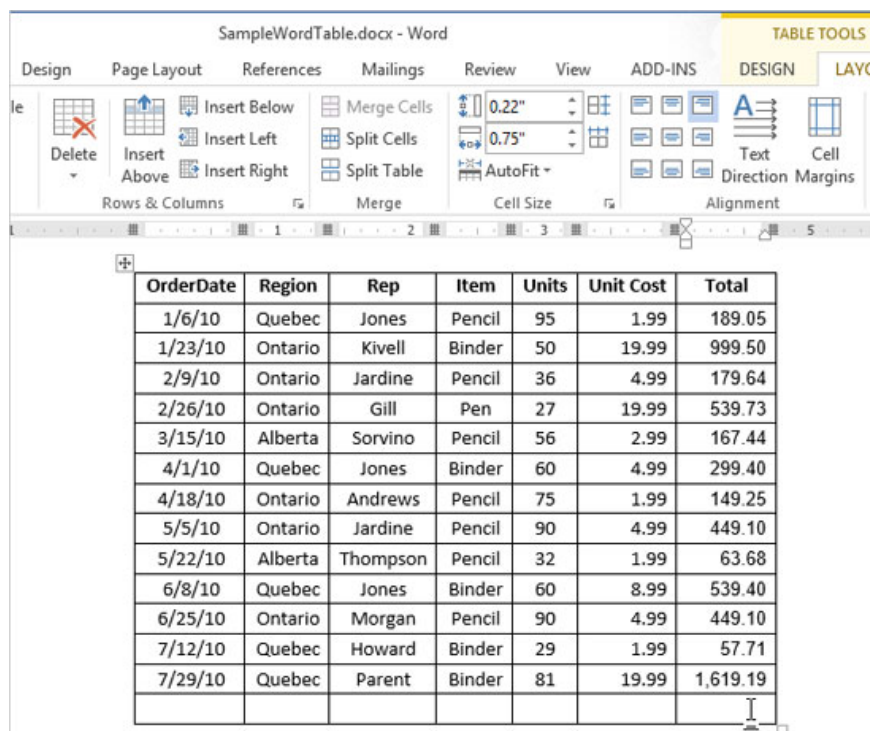 SampleWordTable.docx - Word TABLE TOOLS
Design Page Layout References Mailings Review View ADD-INS DESIGN
Insert Below Merge Cells 0.22"
Delete Insert Above Insert Left Split Cells 0.75" Text Direction Cell Margins
Insert Right Split Table AutoFit
Rows & Columns Merge Cell Size Alignment
1 2 3 5
OrderDate Region Rep Item Units Unit Cost Total
1/6/10 Quebec Jones Pencil 95 1.99 189.05
1/23/10 Ontario Kivell Binder 50 19.99 999.50
2/9/10 Ontario Jardine Pencil 36 4.99 179.64
2/26/10 Ontario Gill Pen 27 19.99 539.73
3/15/10 Alberta Sorvino Pencil 56 2.99 167.44
4/1/10 Quebec Jones Binder 60 4.99 299.40
4/18/10 Ontario Andrews Pencil 75 1.99 149.25
5/5/10 Ontario Jardine Pencil 90 4.99 449.10
5/22/10 Alberta Thompson Pencil 32 1.99 63.68
6/8/10 Quebec Jones Binder 60 8.99 539.40
6/25/10 Ontario Morgan Pencil 90 4.99 449.10
7/12/10 Quebec Howard Binder 29 1.99 57.71
7/29/10 Quebec Parent Binder 81 19.99 1,619.19